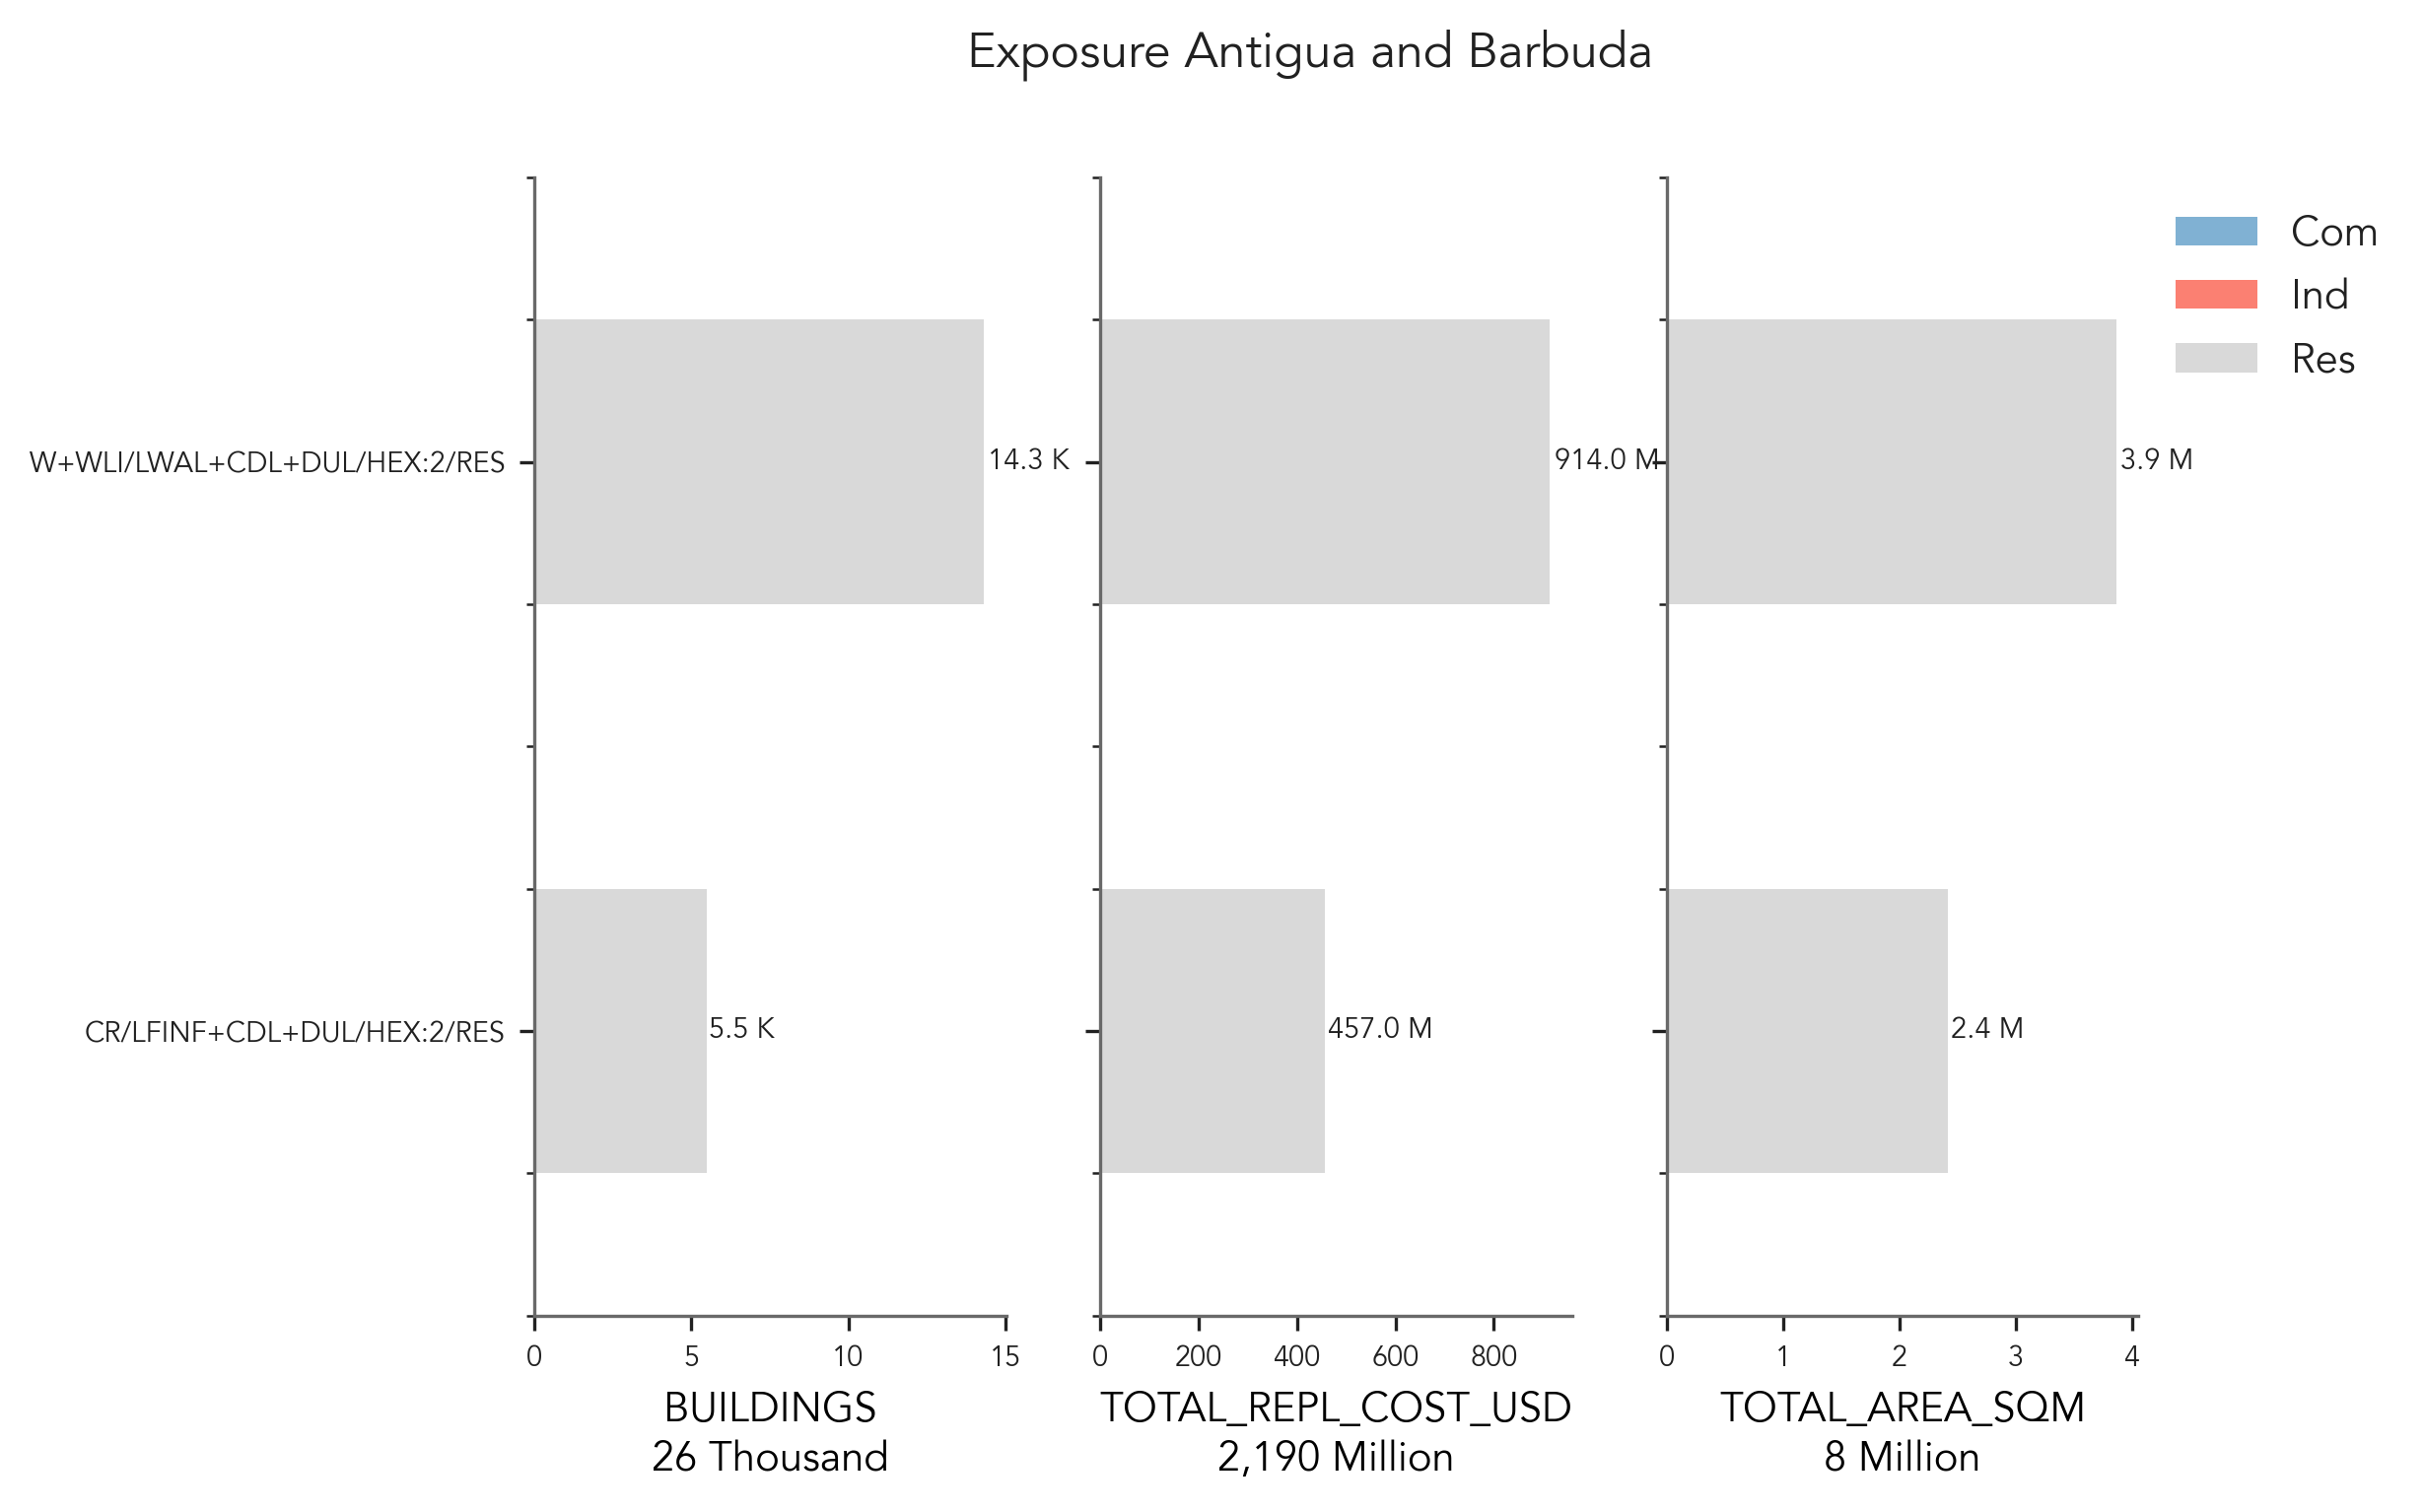 Exposure Antigua and Barbuda
Com
Ind
Res
W+WLI/LWAL+CDL+DUL/HEX:2/RES
14.3 K
914.0 M
3.9 M
CR/LFINF+CDL+DUL/HEX:2/RES
5.5 K
457.0 M
2.4 M
0 5 10 15
0 200 400 600 800
0 1 2 3 4
BUILDINGS
26 Thousand
TOTAL_REPL_COST_USD
2,190 Million
TOTAL_AREA_SQM
8 Million